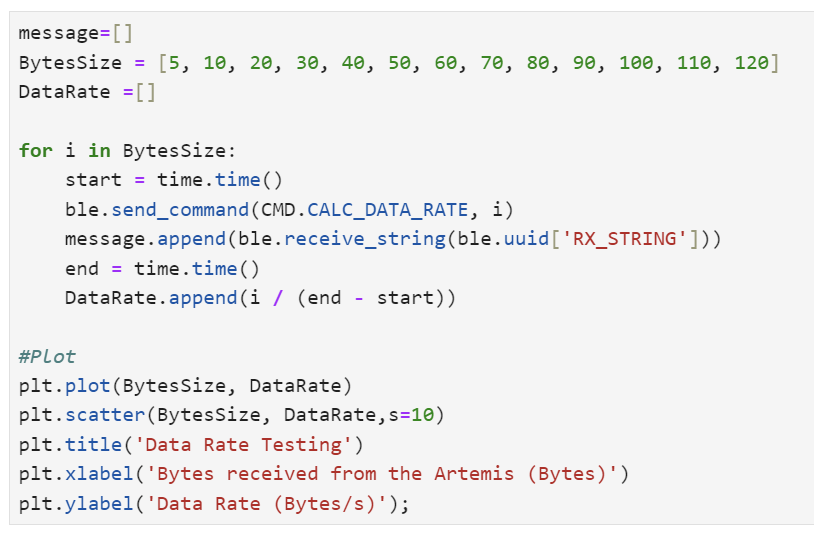 message=[]
BytesSize = [5, 10, 20, 30, 40, 50, 60, 70, 80, 90, 100, 110, 120]
DataRate =[]

for i in BytesSize:
    start = time.time()
    ble.send_command(CMD.CALC_DATA_RATE, i)
    message.append(ble.receive_string(ble.uuid['RX_STRING']))
    end = time.time()
    DataRate.append(i / (end - start))

#Plot
plt.plot(BytesSize, DataRate)
plt.scatter(BytesSize, DataRate,s=10)
plt.title('Data Rate Testing')
plt.xlabel('Bytes received from the Artemis (Bytes)')
plt.ylabel('Data Rate (Bytes/s)');